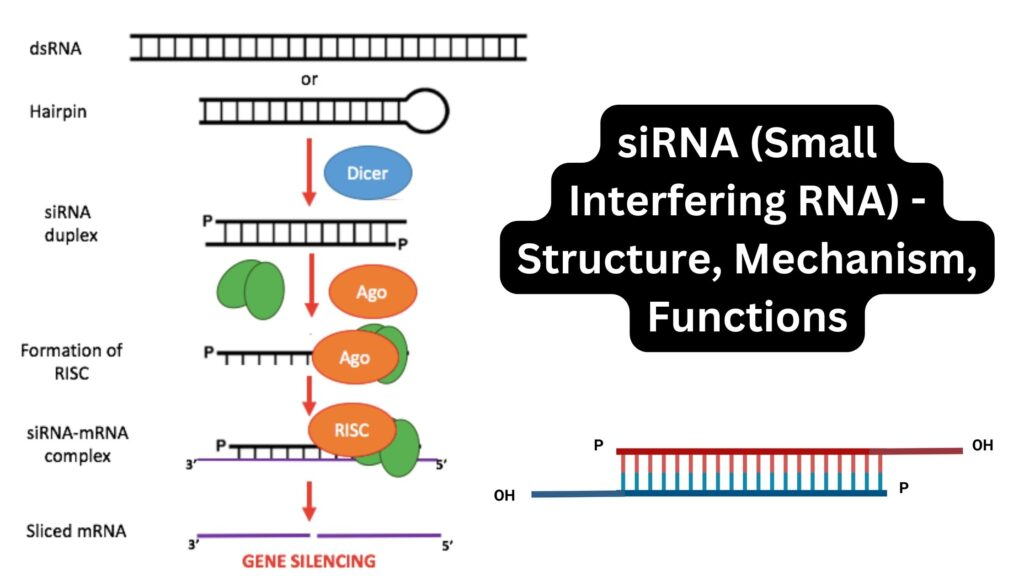 dsRNA
or
Hairpin
Dicer
siRNA
duplex
P
P
Ago
Formation of
RISC
P
Ago
siRNA-mRNA
complex
P
RISC
3′
5′
Sliced mRNA
3′
5′
GENE SILENCING
siRNA (Small
Interfering RNA) -
Structure, Mechanism,
Functions
P
OH
OH
P